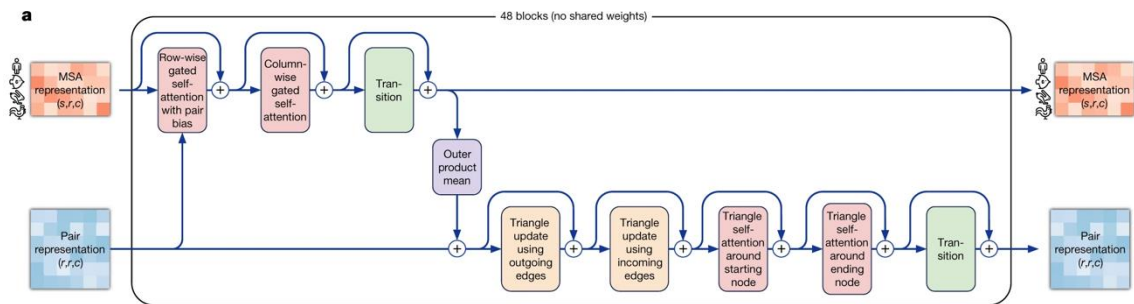 a
48 blocks (no shared weights)
MSA
representation
(s,r,c)
Row-wise
gated
self-
attention
with pair
bias
+
Column-
wise
gated
self-
attention
+
Tran-
sition
+
MSA
representation
(s,r,c)
Outer
product
mean
Pair
representation
(r,r,c)
+
Triangle
update
using
outgoing
edges
+
Triangle
update
using
incoming
edges
+
Triangle
self-
attention
around
starting
node
+
Triangle
self-
attention
around
ending
node
+
Tran-
sition
+
Pair
representation
(r,r,c)